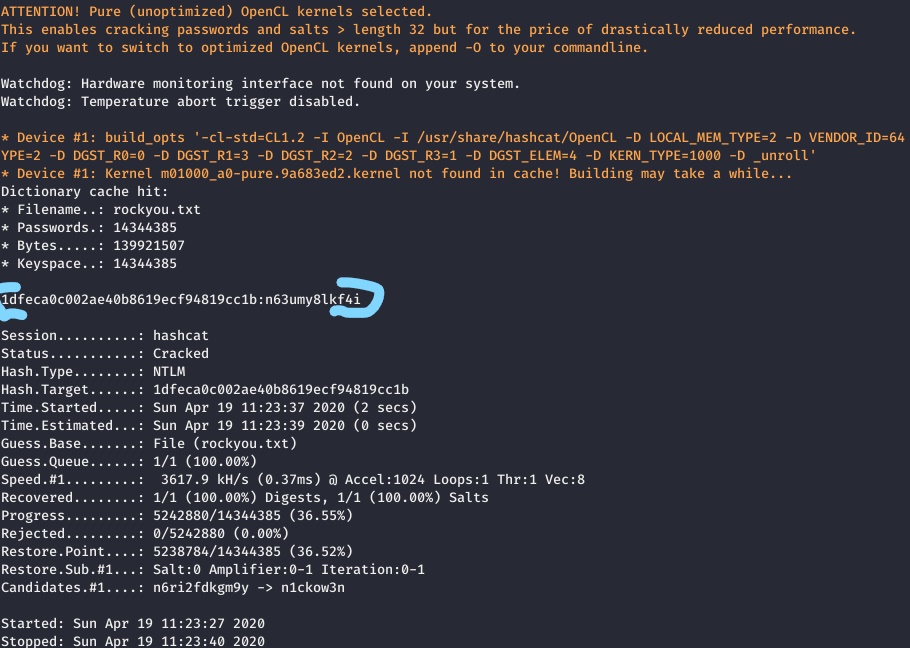 ATTENTION! Pure (unoptimized) OpenCL kernels selected.
This enables cracking passwords and salts > length 32 but for the price of drastically reduced performance.
If you want to switch to optimized OpenCL kernels, append -O to your commandline.
Watchdog: Hardware monitoring interface not found on your system.
Watchdog: Temperature abort trigger disabled.
* Device #1: build_opts '-cl-std=CL1.2 -I OpenCL -I /usr/share/hashcat/OpenCL -D LOCAL_MEM_TYPE=2 -D VENDOR_ID=64
YPE=2 -D DGST_R0=0 -D DGST_R1=3 -D DGST_R2=2 -D DGST_R3=1 -D DGST_ELEM=4 -D KERN_TYPE=1000 -D _unroll'
* Device #1: Kernel m01000_a0-pure.9a683ed2.kernel not found in cache! Building may take a while...
Dictionary cache hit:
* Filename..: rockyou.txt
* Passwords.: 14344385
* Bytes.....: 139921507
* Keyspace..: 14344385
1dfeca0c002ae40b8619ecf94819cc1b:n63umy8lkf4i
Session..........: hashcat
Status...........: Cracked
Hash.Type........: NTLM
Hash.Target......: 1dfeca0c002ae40b8619ecf94819cc1b
Time.Started.....: Sun Apr 19 11:23:37 2020 (2 secs)
Time.Estimated...: Sun Apr 19 11:23:39 2020 (0 secs)
Guess.Base.......: File (rockyou.txt)
Guess.Queue......: 1/1 (100.00%)
Speed.#1.........:  3617.9 kH/s (0.37ms) @ Accel:1024 Loops:1 Thr:1 Vec:8
Recovered........: 1/1 (100.00%) Digests, 1/1 (100.00%) Salts
Progress.........: 5242880/14344385 (36.55%)
Rejected.........: 0/5242880 (0.00%)
Restore.Point....: 5238784/14344385 (36.52%)
Restore.Sub.#1...: Salt:0 Amplifier:0-1 Iteration:0-1
Candidates.#1....: n6ri2fdkgm9y -> n1ckow3n
Started: Sun Apr 19 11:23:27 2020
Stopped: Sun Apr 19 11:23:40 2020